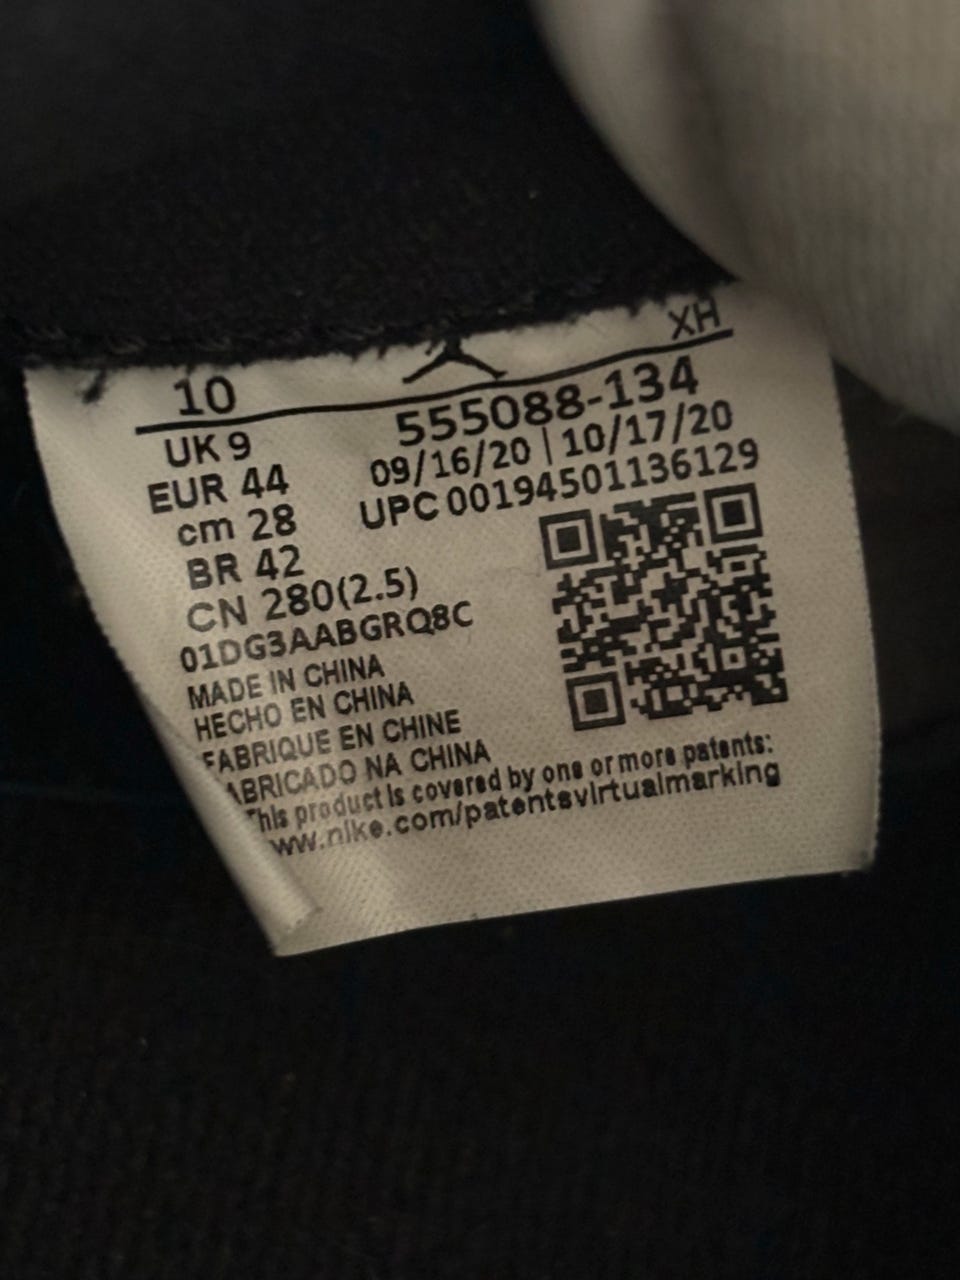 XH
10
555088-134
UK 9
09/16/20 | 10/17/20
EUR 44
UPC 00194501136129
cm 28
BR 42
CN 280(2.5)
01DG3AABGRQ8C
MADE IN CHINA
HECHO EN CHINA
FABRIQUE EN CHINE
ABRICADO NA CHINA
This product is covered by one or more patents:
ww.nike.com/patentsvirtualmarking